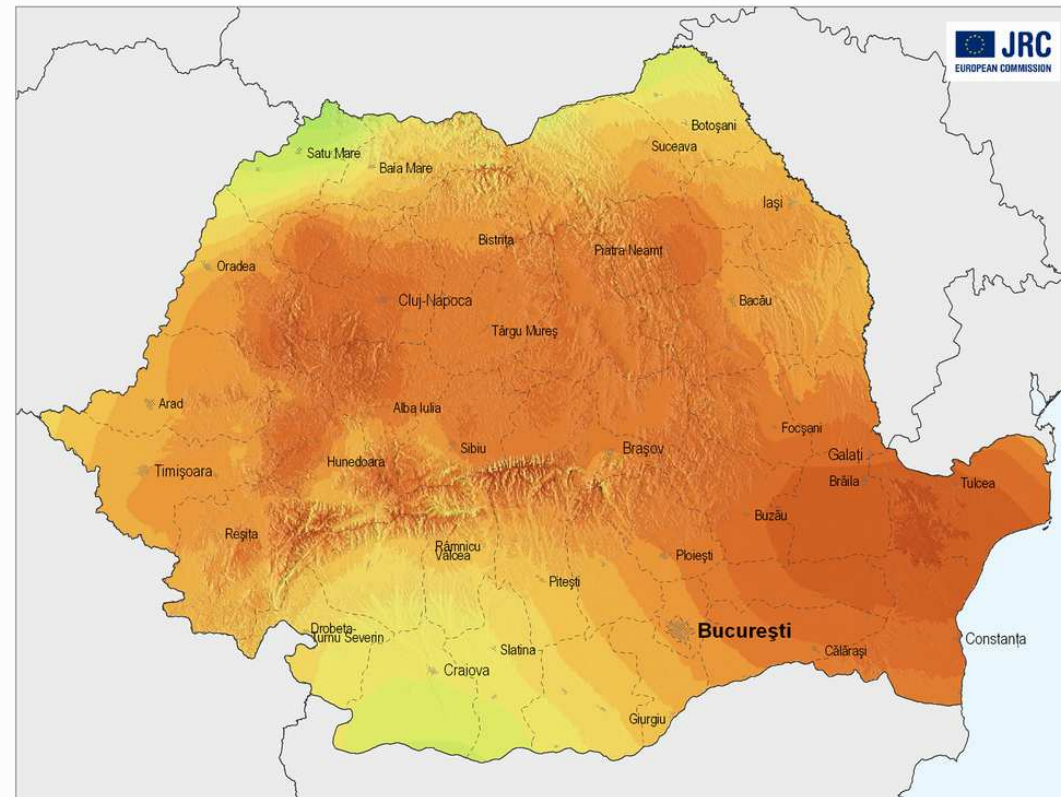 JRC
EUROPEAN COMMISSION
Botoşani
Suceava
Satu Mare
Baia Mare
Iaşi
Bistriţa
Piatra-Neamţ
Oradea
Cluj-Napoca
Bacău
Târgu Mureş
Arad
Alba Iulia
Focşani
Sibiu
Braşov
Galaţi
Hunedoara
Timişoara
Brăila
Tulcea
Buzău
Reşiţa
Râmnicu
Vâlcea
Ploieşti
Piteşti
Drobeta-
Turnu Severin
Bucureşti
Constanţa
Slatina
Călăraşi
Craiova
Giurgiu